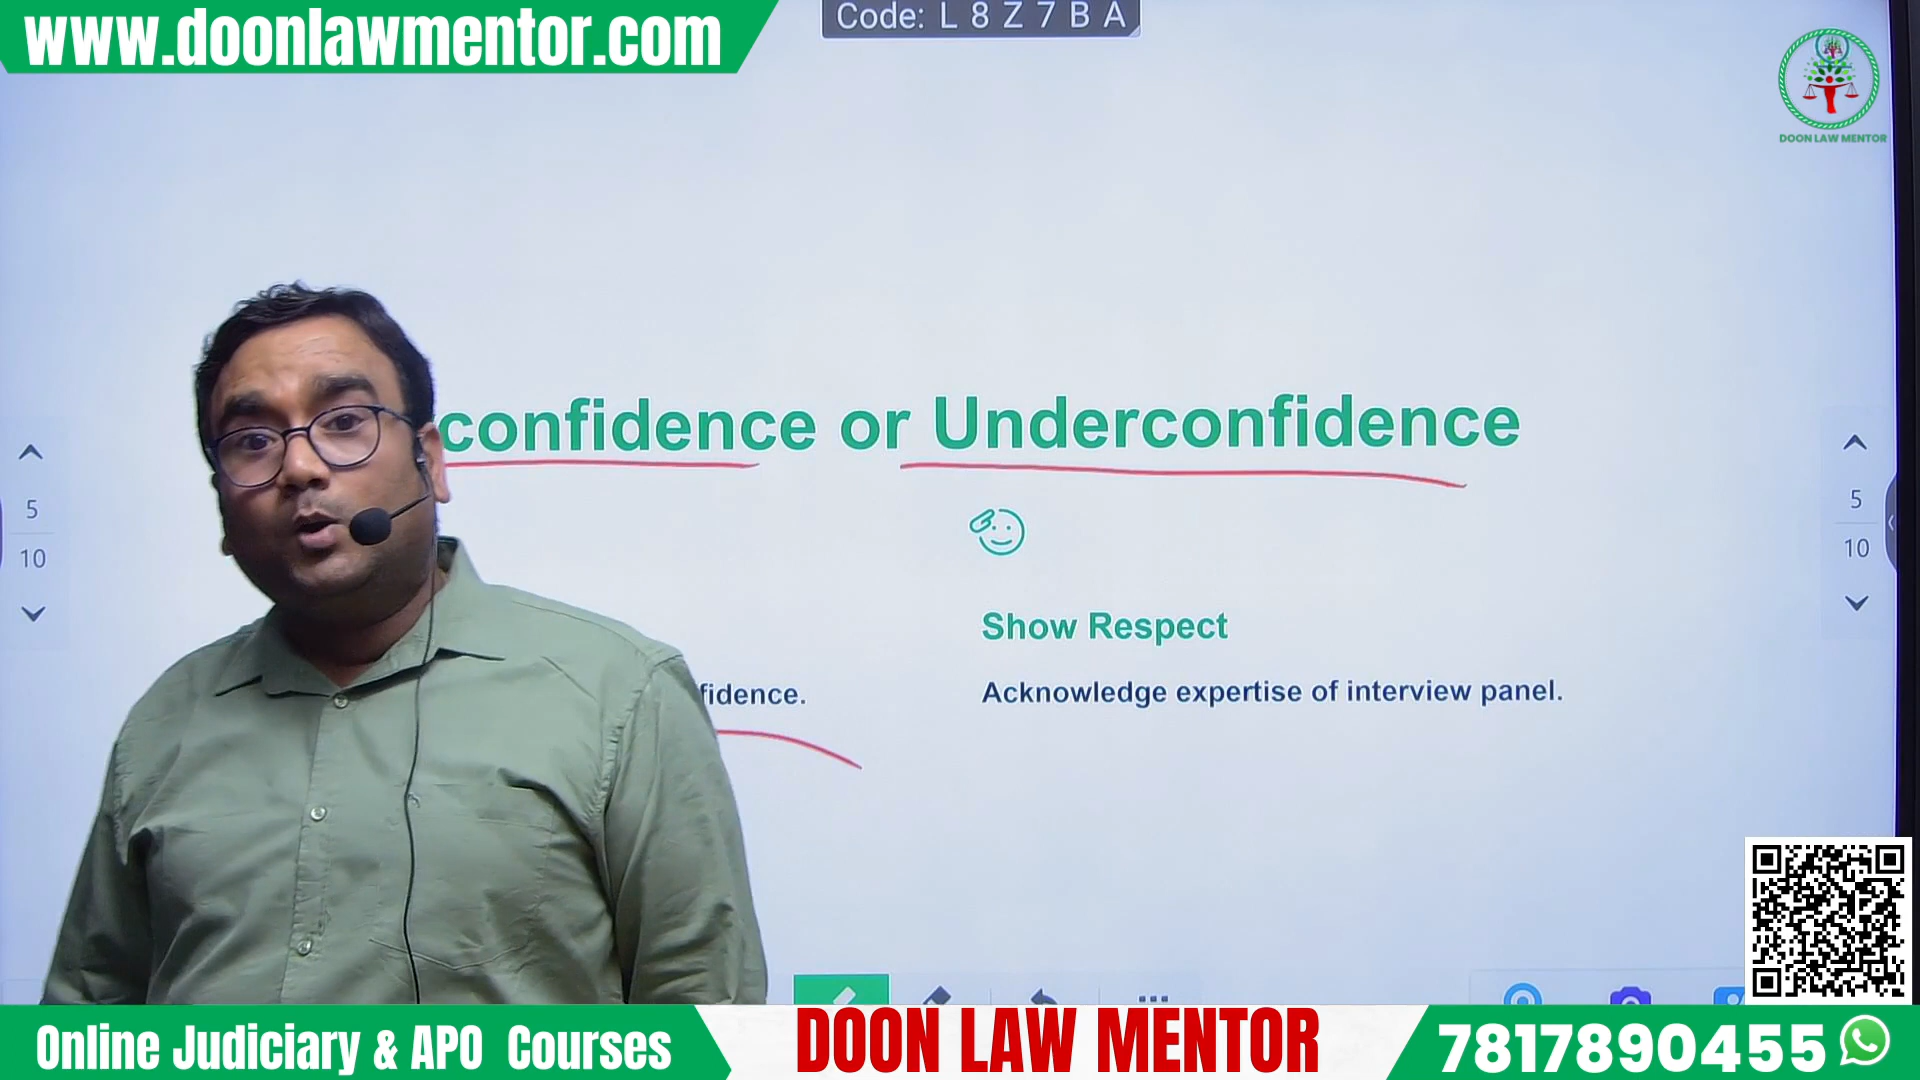 www.doonlawmentor.com
Code: L 8 Z 7 B A
DOON LAW MENTOR
confidence or Underconfidence
5
10
5
10
Show Respect
fidence.
Acknowledge expertise of interview panel.
Online Judiciary & APO Courses
DOON LAW MENTOR
7817890455